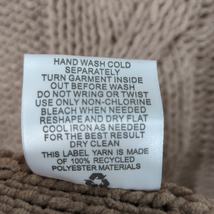 HAND WASH COLD
SEPARATELY
TURN GARMENT INSIDE
OUT BEFORE WASH
DO NOT WRING OR TWIST
USE ONLY NON-CHLORINE
BLEACH WHEN NEEDED
RESHAPE AND DRY FLAT
COOL IRON AS NEEDED
FOR THE BEST RESULT
DRY CLEAN
THIS LABEL YARN IS MADE
OF 100% RECYCLED
POLYESTER MATERIALS